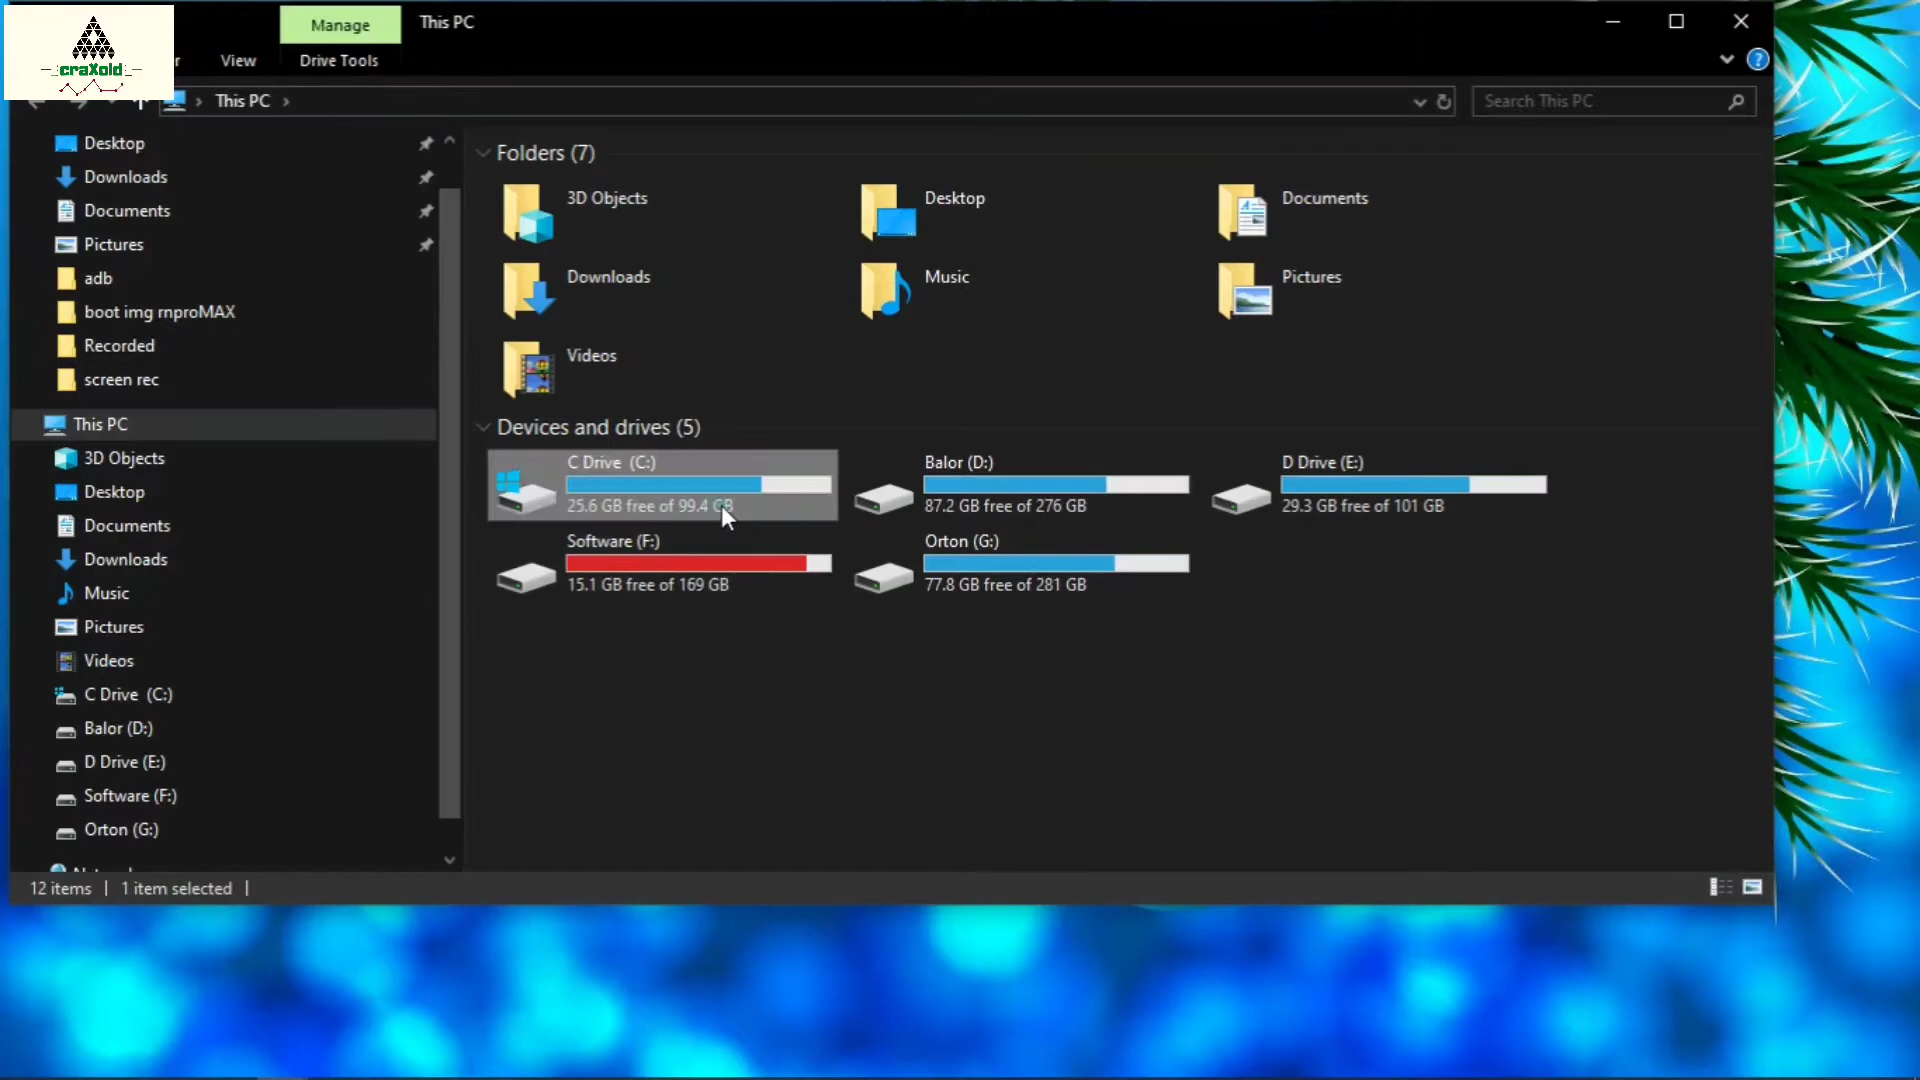 craXoid
Manage
This PC
View
Drive Tools
This PC
Search This PC
Desktop
Downloads
Documents
Pictures
adb
boot img rnproMAX
Recorded
screen rec
This PC
3D Objects
Desktop
Documents
Downloads
Music
Pictures
Videos
C Drive (C:)
Balor (D:)
D Drive (E:)
Software (F:)
Orton (G:)
Folders (7)
3D Objects
Desktop
Documents
Downloads
Music
Pictures
Videos
Devices and drives (5)
C Drive (C:)
25.6 GB free of 99.4 GB
Balor (D:)
87.2 GB free of 276 GB
D Drive (E:)
29.3 GB free of 101 GB
Software (F:)
15.1 GB free of 169 GB
Orton (G:)
77.8 GB free of 281 GB
12 items
1 item selected